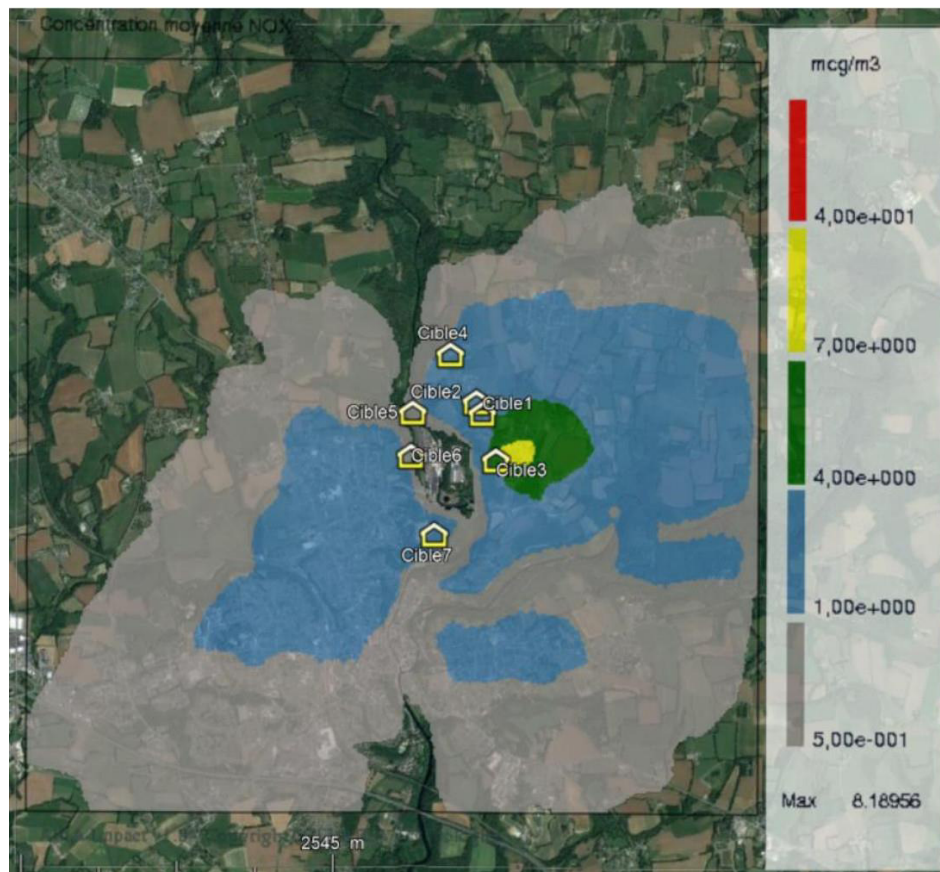 Concentration moyenne NOX
mcg/m3
4,00e+001
7,00e+000
4,00e+000
1,00e+000
5,00e-001
Max 8.18956
Cible4
Cible2
Cible1
Cible5
Cible6
Cible3
Cible7
2545 m